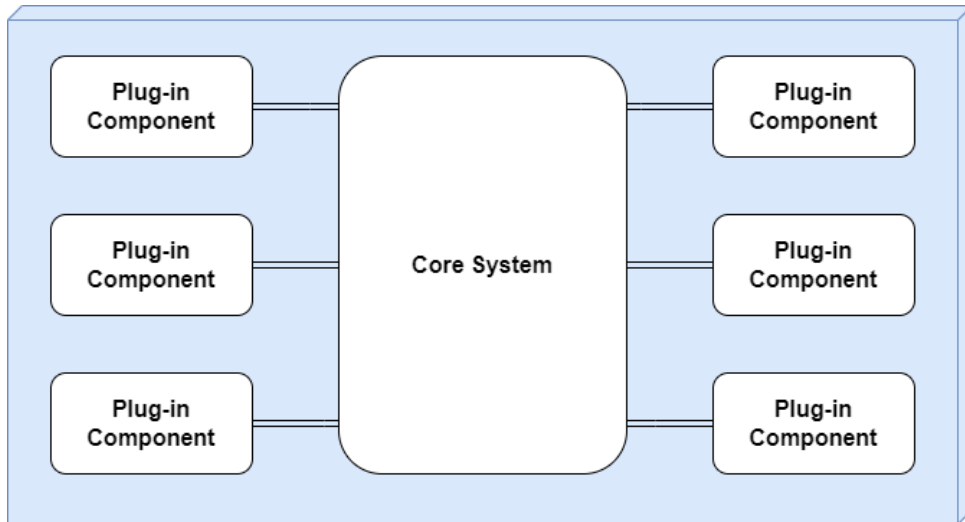 Plug-in
Component
Plug-in
Component
Plug-in
Component
Core System
Plug-in
Component
Plug-in
Component
Plug-in
Component